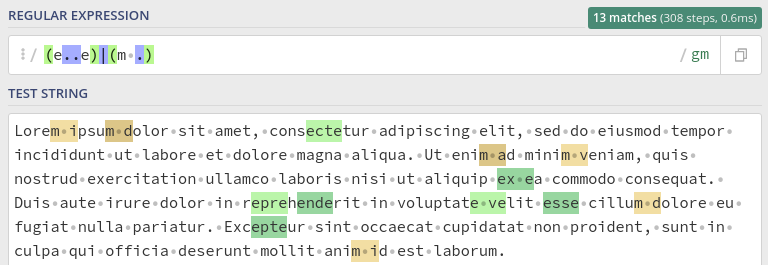 REGULAR EXPRESSION
13 matches (308 steps, 0.6ms)
/ (e..e)|(m .) / gm
TEST STRING
Lorem ipsum dolor sit amet, consectetur adipiscing elit, sed do eiusmod tempor
incididunt ut labore et dolore magna aliqua. Ut enim ad minim veniam, quis
nostrud exercitation ullamco laboris nisi ut aliquip ex ea commodo consequat.
Duis aute irure dolor in reprehenderit in voluptate velit esse cillum dolore eu
fugiat nulla pariatur. Excepteur sint occaecat cupidatat non proident, sunt in
culpa qui officia deserunt mollit anim id est laborum.